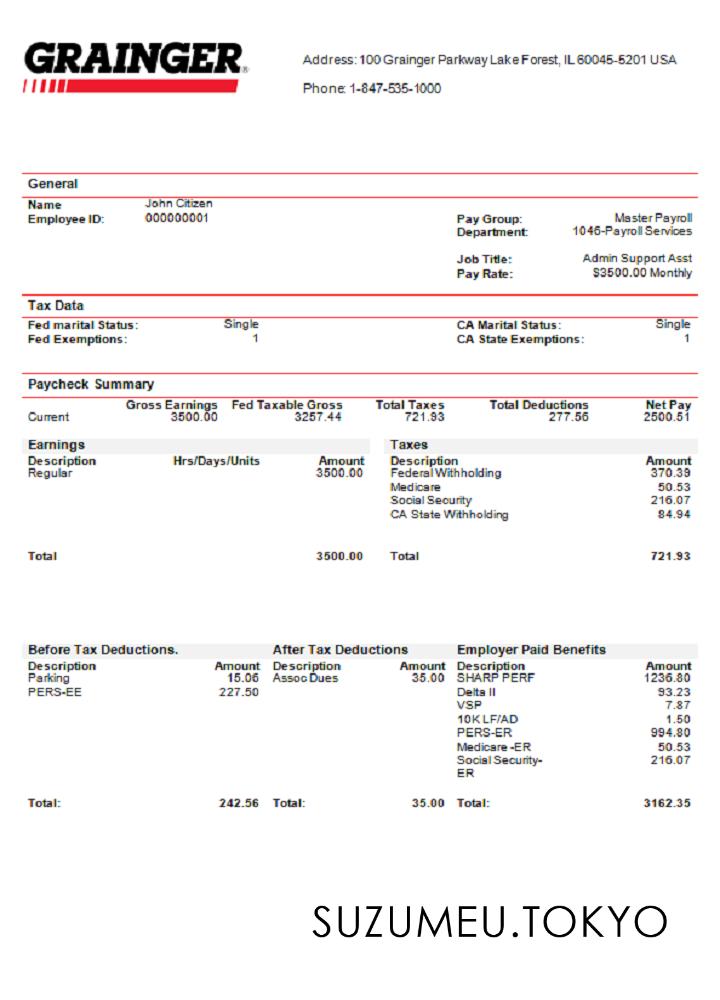 GRAINGER
Address: 100 Grainger Parkway Lake Forest, IL 60045-5201 USA
Phone: 1-847-535-1000
General
Name John Citizen
Employee ID: 000000001
Pay Group: Master Payroll
Department: 1046-Payroll Services
Job Title: Admin Support Asst
Pay Rate: $3500.00 Monthly
Tax Data
Fed marital Status: Single CA Marital Status: Single
Fed Exemptions: 1 CA State Exemptions: 1
Paycheck Summary
Gross Earnings Fed Taxable Gross Total Taxes Total Deductions Net Pay
Current 3500.00 3257.44 721.93 277.56 2500.51
Earnings Taxes
Description Hrs/Days/Units Amount Description Amount
Regular 3500.00 Federal Withholding 370.39
Medicare 50.53
Social Security 216.07
CA State Withholding 84.94
Total 3500.00 Total 721.93
Before Tax Deductions. After Tax Deductions Employer Paid Benefits
Description Amount Description Amount Description Amount
Parking 15.06 Assoc Dues 35.00 SHARP PERF 1236.80
PERS-EE 227.50 Delta II 93.23
VSP 7.87
10K LF/AD 1.50
PERS-ER 994.80
Medicare -ER 50.53
Social Security- 216.07
ER
Total: 242.56 Total: 35.00 Total: 3162.35
SUZUMEU.TOKYO